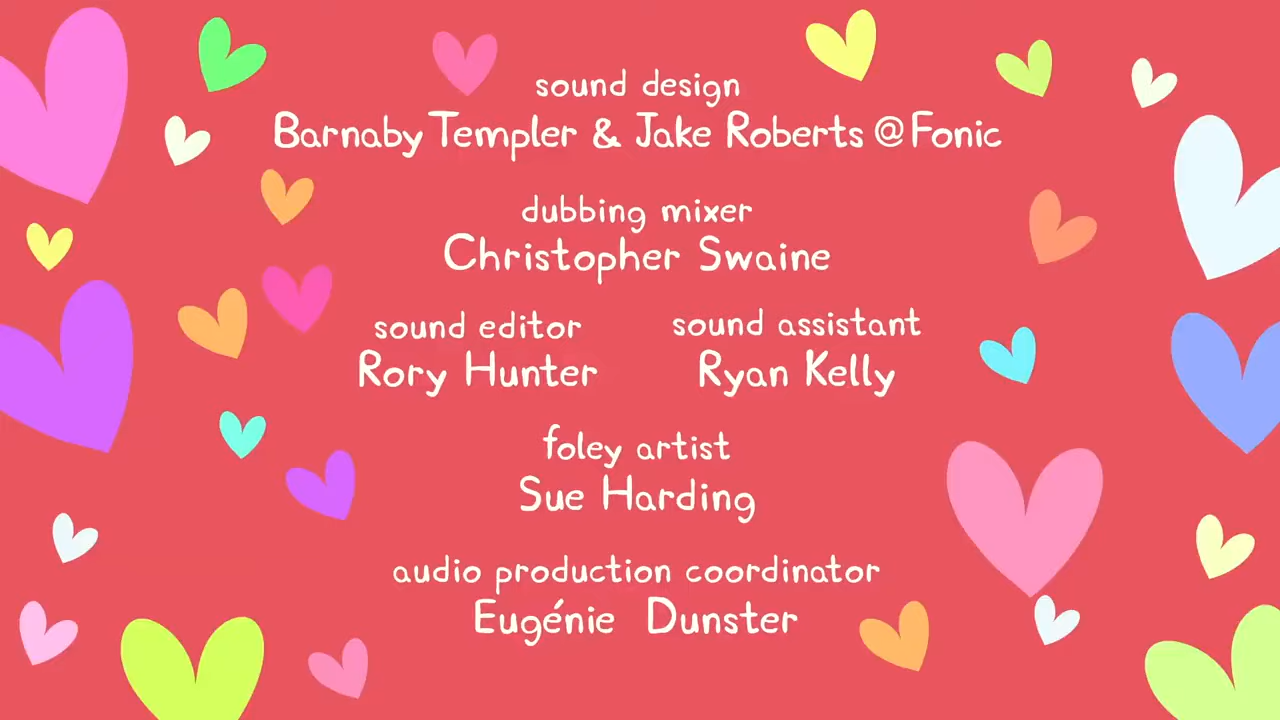 sound design
Barnaby Templer & Jake Roberts @ Fonic
dubbing mixer
Christopher Swaine
sound editor
Rory Hunter
sound assistant
Ryan Kelly
foley artist
Sue Harding
audio production coordinator
Eugénie Dunster